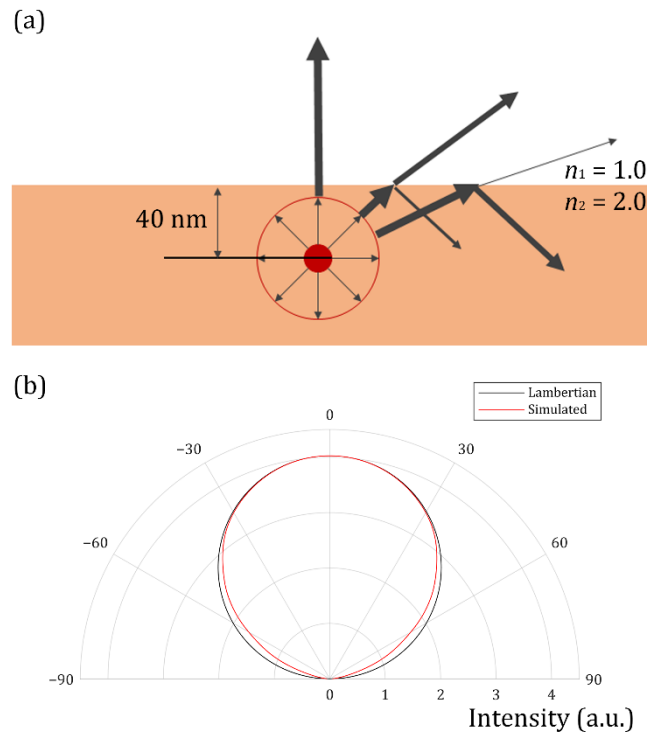 (a)
40 nm
n1 = 1.0
n2 = 2.0
(b)
Lambertian
Simulated
0
−30
30
−60
60
−90
90
0 1 2 3 4
Intensity (a.u.)